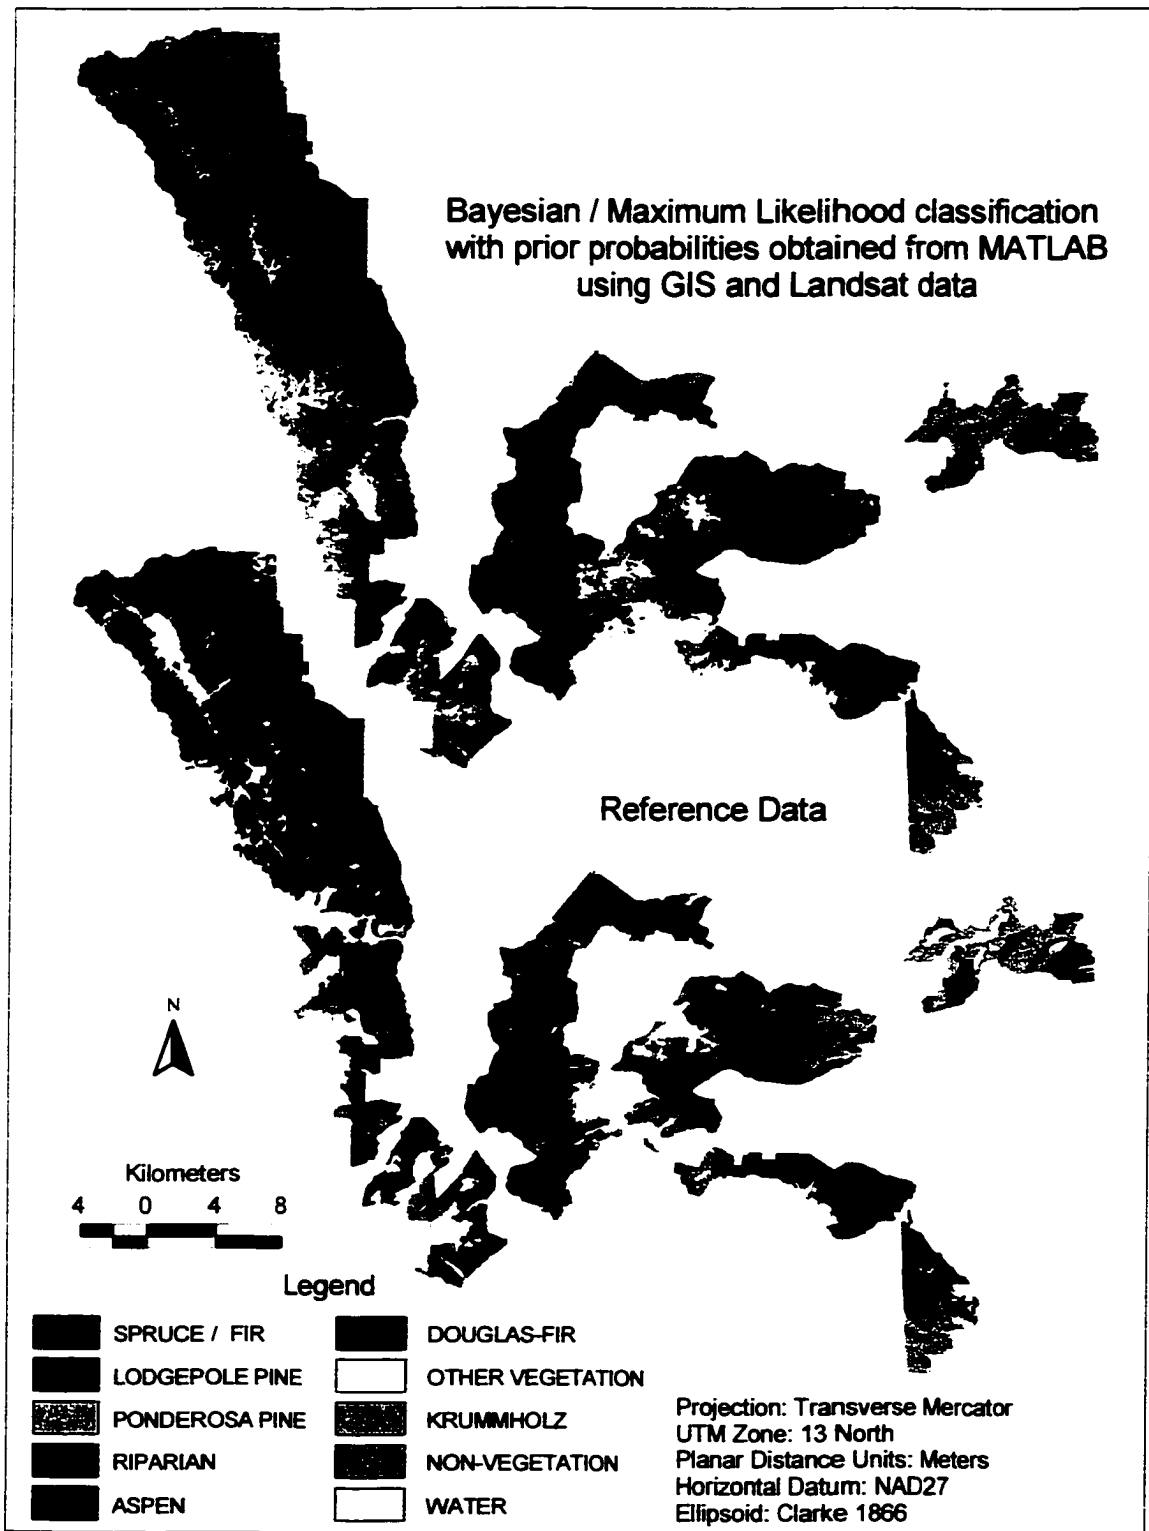 Bayesian / Maximum Likelihood classification
with prior probabilities obtained from MATLAB
using GIS and Landsat data
Reference Data
N
Kilometers
4 0 4 8
Legend
SPRUCE / FIR
LODGEPOLE PINE
PONDEROSA PINE
RIPARIAN
ASPEN
DOUGLAS-FIR
OTHER VEGETATION
KRUMMHOLZ
NON-VEGETATION
WATER
Projection: Transverse Mercator
UTM Zone: 13 North
Planar Distance Units: Meters
Horizontal Datum: NAD27
Ellipsoid: Clarke 1866